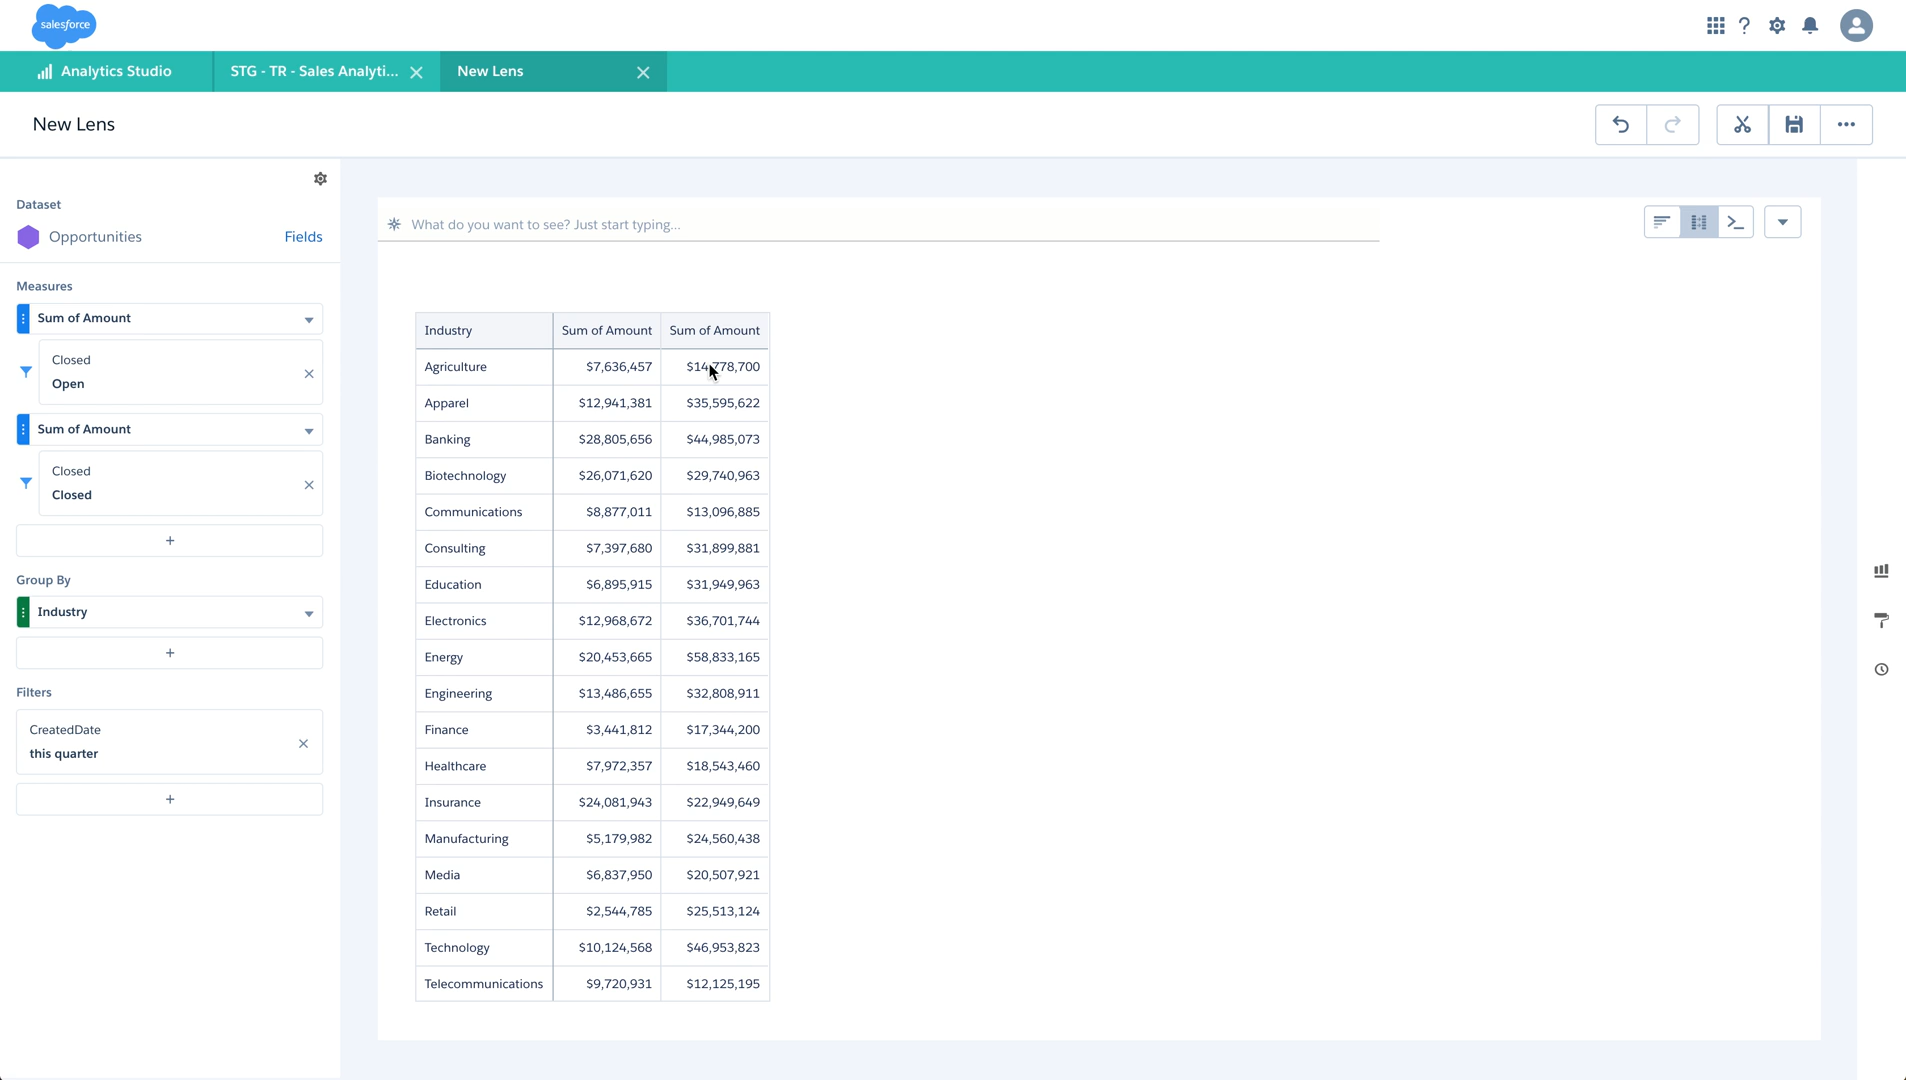 salesforce
Analytics Studio
STG - TR - Sales Analyti...
New Lens
New Lens
Dataset
Opportunities Fields
Measures
Sum of Amount
Closed
Open
Sum of Amount
Closed
Closed
+
Group By
Industry
+
Filters
CreatedDate
this quarter
+
What do you want to see? Just start typing...
Industry Sum of Amount Sum of Amount
Agriculture $7,636,457 $14,778,700
Apparel $12,941,381 $35,595,622
Banking $28,805,656 $44,985,073
Biotechnology $26,071,620 $29,740,963
Communications $8,877,011 $13,096,885
Consulting $7,397,680 $31,899,881
Education $6,895,915 $31,949,963
Electronics $12,968,672 $36,701,744
Energy $20,453,665 $58,833,165
Engineering $13,486,655 $32,808,911
Finance $3,441,812 $17,344,200
Healthcare $7,972,357 $18,543,460
Insurance $24,081,943 $22,949,649
Manufacturing $5,179,982 $24,560,438
Media $6,837,950 $20,507,921
Retail $2,544,785 $25,513,124
Technology $10,124,568 $46,953,823
Telecommunications $9,720,931 $12,125,195